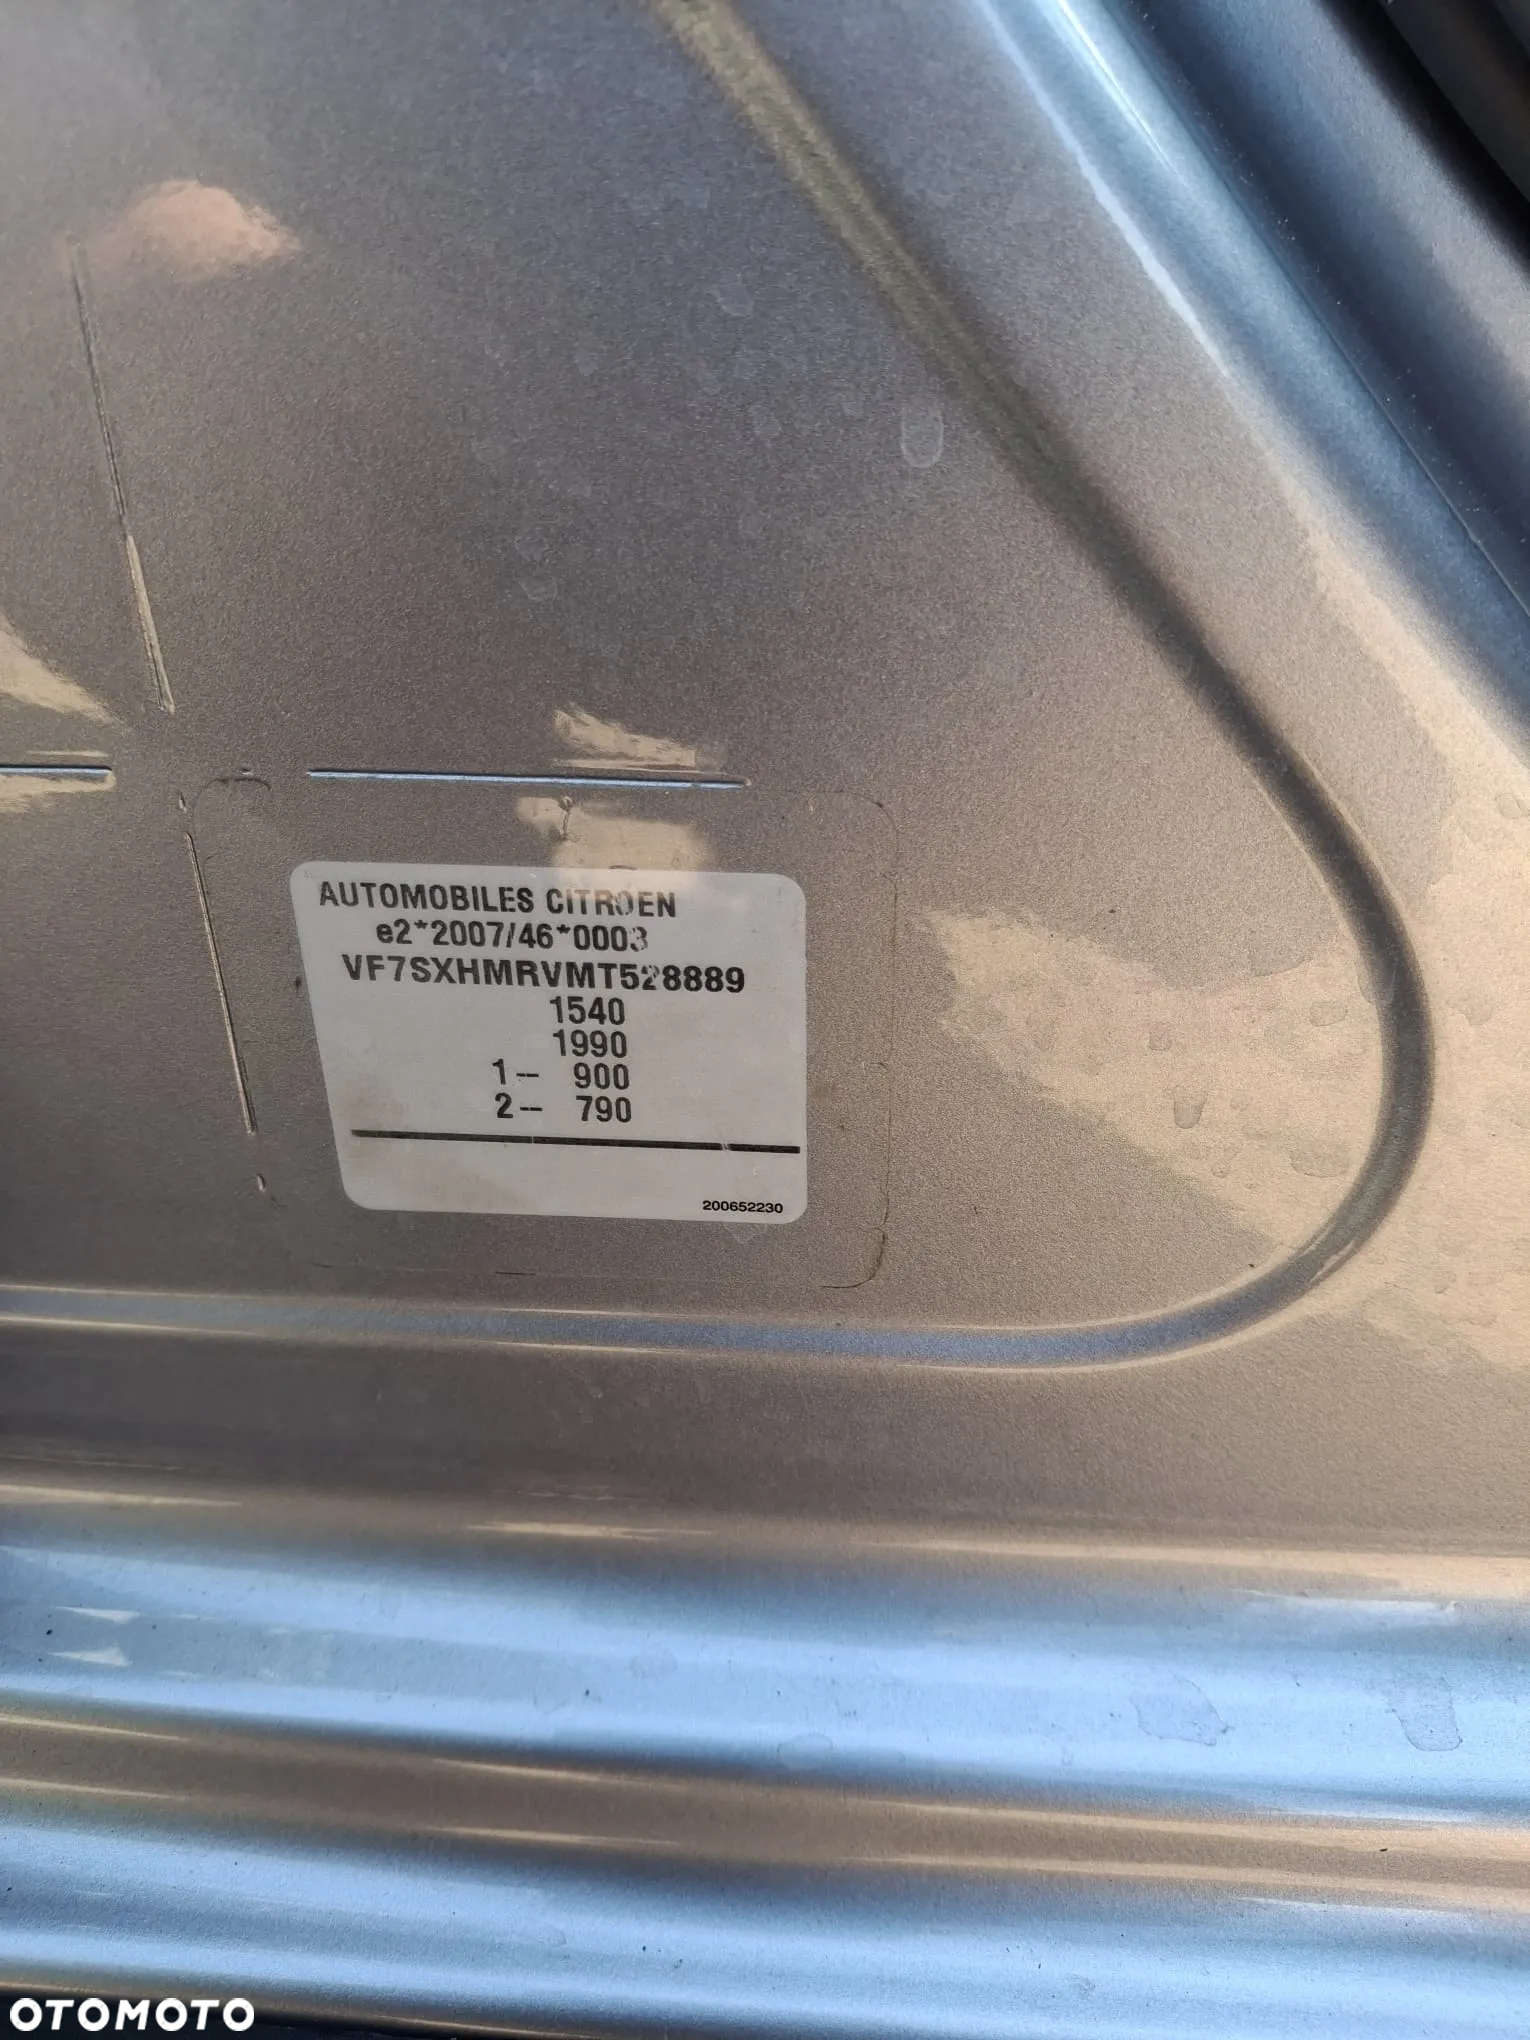 AUTOMOBILES CITROEN
e2*2007/46*0003
VF7SXHMRVMT528889
1540
1990
1-- 900
2-- 790
200652230
OTOMOTO